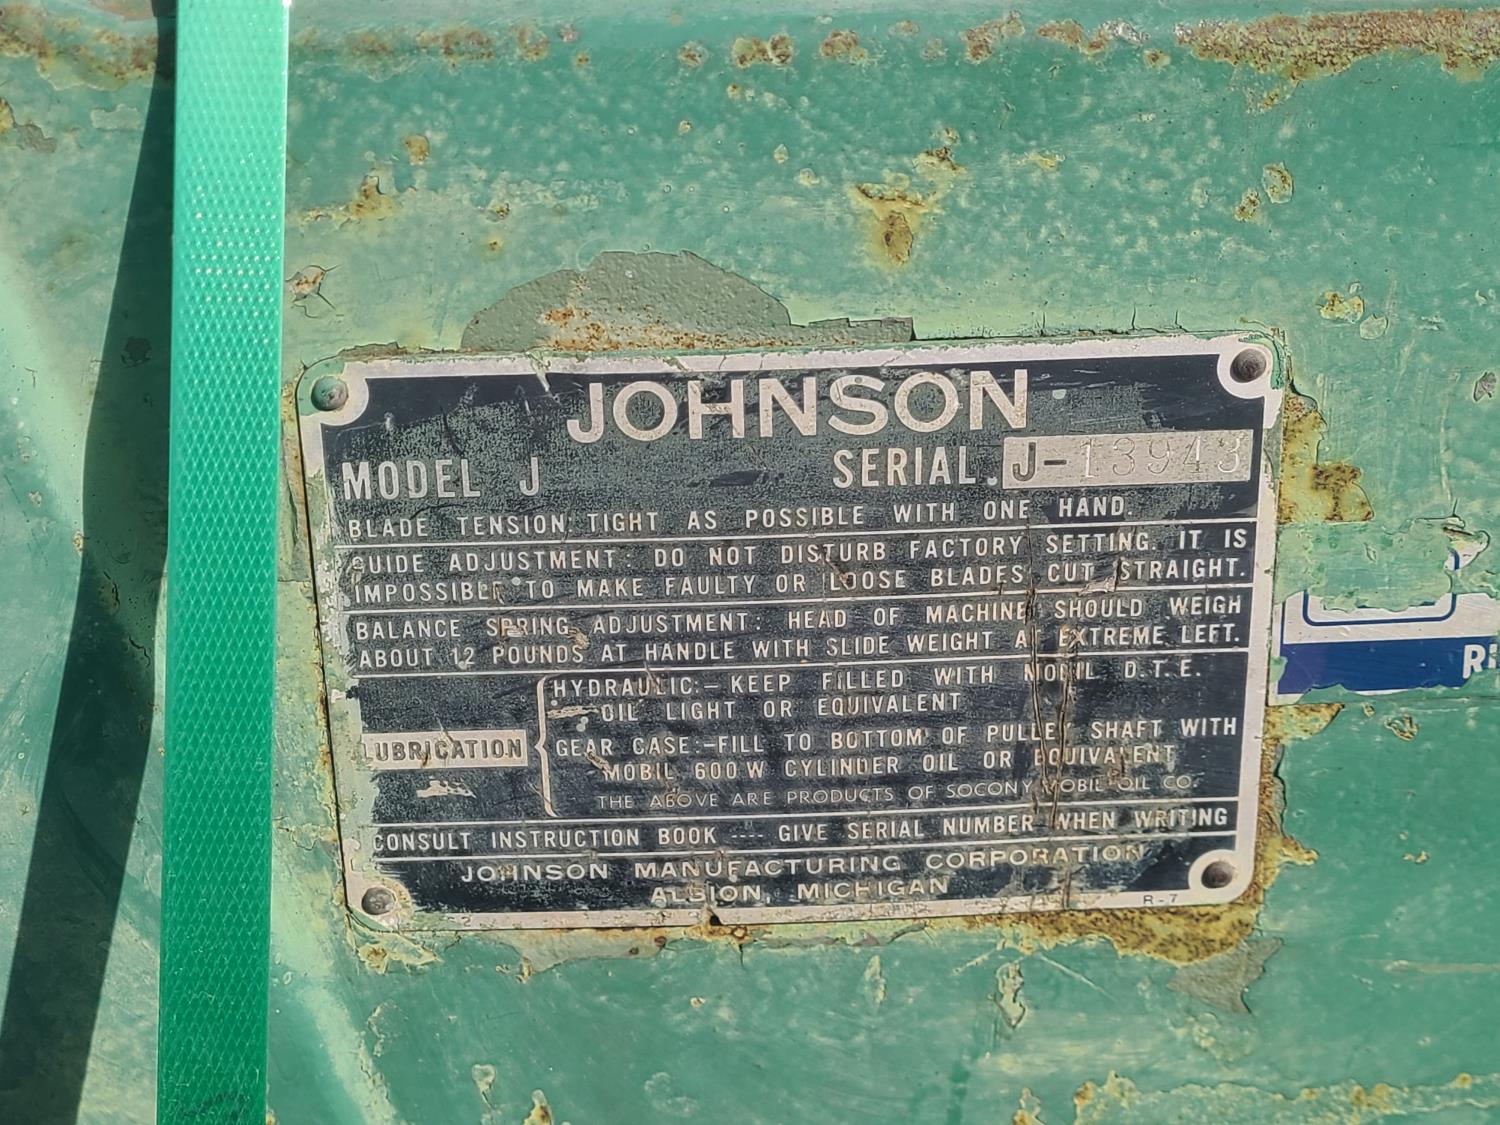 JOHNSON
MODEL J SERIAL. J-13943
BLADE TENSION: TIGHT AS POSSIBLE WITH ONE HAND.
GUIDE ADJUSTMENT: DO NOT DISTURB FACTORY SETTING. IT IS
IMPOSSIBLE TO MAKE FAULTY OR LOOSE BLADES CUT STRAIGHT.
BALANCE SPRING ADJUSTMENT: HEAD OF MACHINE SHOULD WEIGH
ABOUT 12 POUNDS AT HANDLE WITH SLIDE WEIGHT AT EXTREME LEFT.
LUBRICATION
HYDRAULIC:- KEEP FILLED WITH MOBIL D.T.E.
OIL LIGHT OR EQUIVALENT
GEAR CASE:-FILL TO BOTTOM OF PULLEY SHAFT WITH
MOBIL 600W CYLINDER OIL OR EQUIVALENT
THE ABOVE ARE PRODUCTS OF SOCONY MOBIL OIL CO.
CONSULT INSTRUCTION BOOK ---- GIVE SERIAL NUMBER WHEN WRITING
JOHNSON MANUFACTURING CORPORATION
ALBION, MICHIGAN
R-7